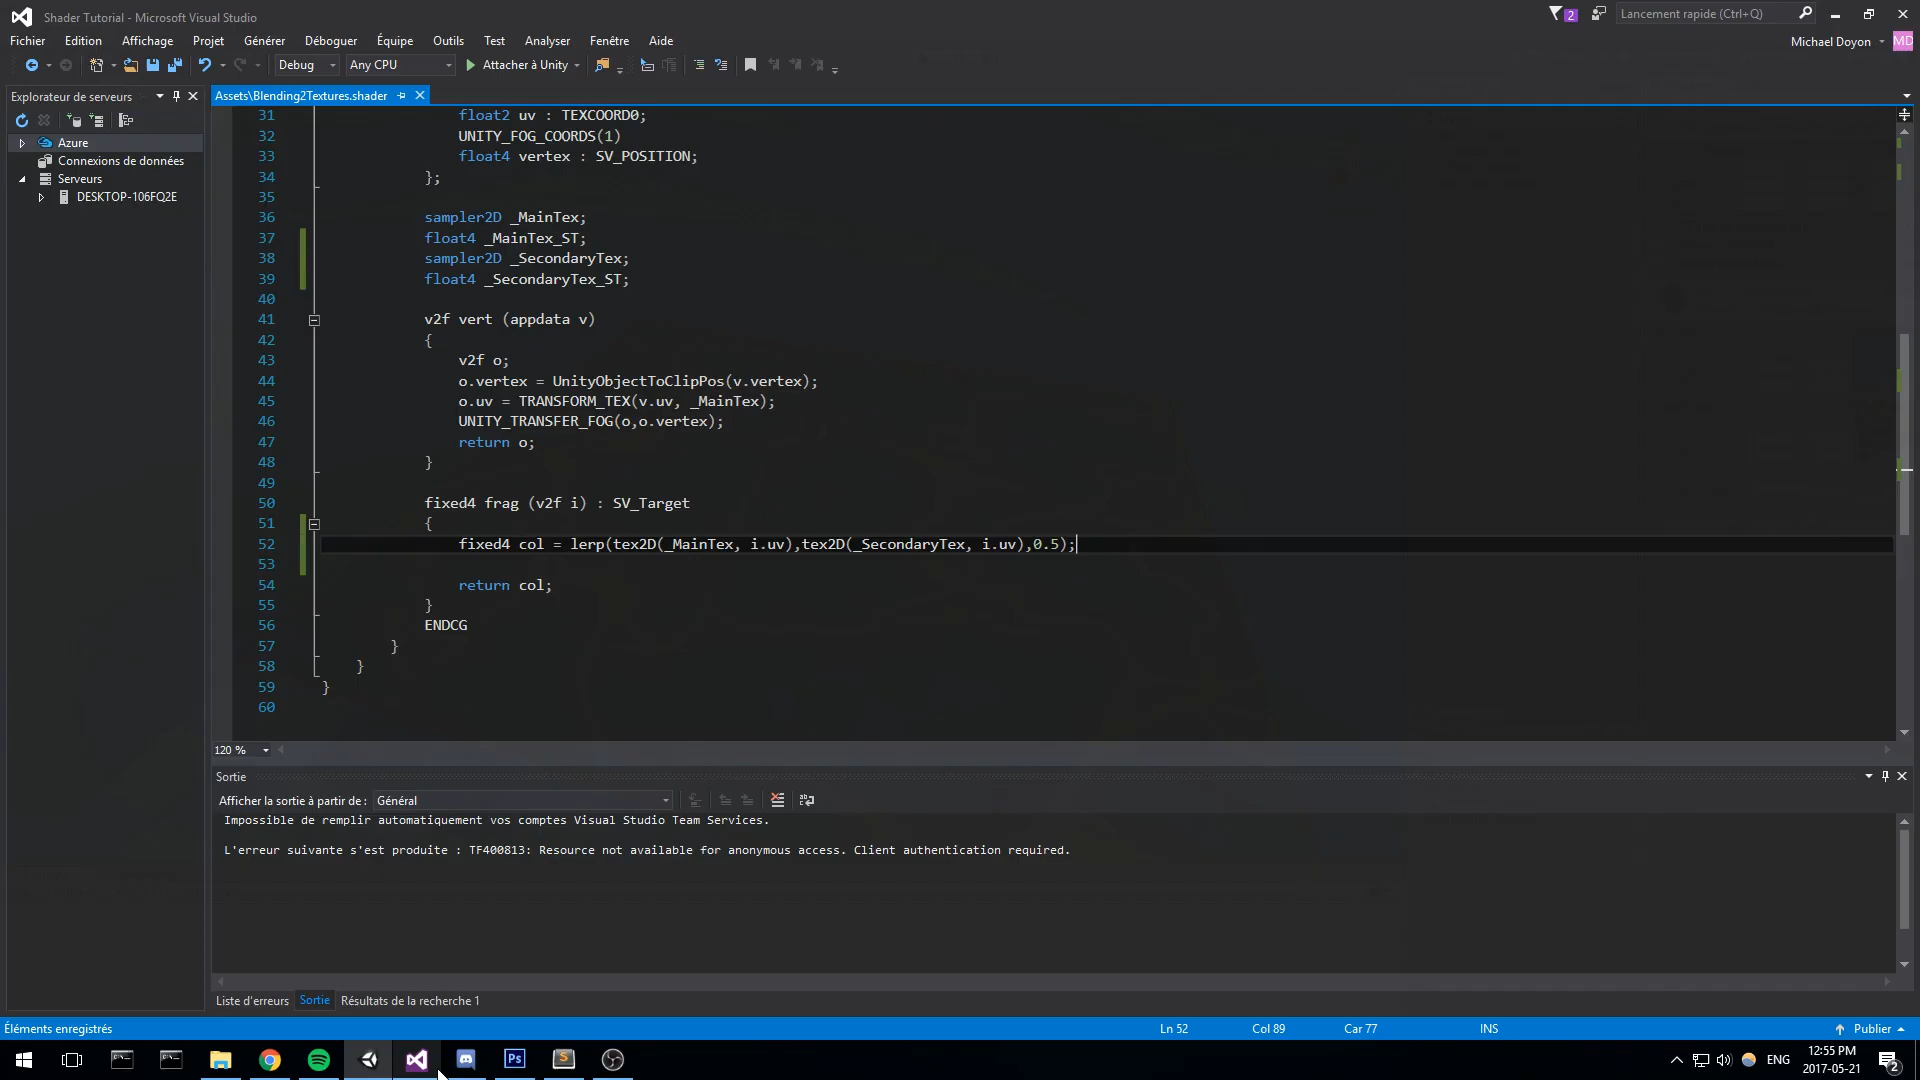 Shader Tutorial - Microsoft Visual Studio
2
Lancement rapide (Ctrl+Q)
Fichier Edition Affichage Projet Générer Déboguer Équipe Outils Test Analyser Fenêtre Aide
Michael Doyon MD
Debug Any CPU Attacher à Unity
Explorateur de serveurs
Azure
Connexions de données
Serveurs
DESKTOP-106FQ2E
Assets\Blending2Textures.shader
31 float2 uv : TEXCOORD0;
32 UNITY_FOG_COORDS(1)
33 float4 vertex : SV_POSITION;
34 };
35
36 sampler2D _MainTex;
37 float4 _MainTex_ST;
38 sampler2D _SecondaryTex;
39 float4 _SecondaryTex_ST;
40
41 v2f vert (appdata v)
42 {
43 v2f o;
44 o.vertex = UnityObjectToClipPos(v.vertex);
45 o.uv = TRANSFORM_TEX(v.uv, _MainTex);
46 UNITY_TRANSFER_FOG(o,o.vertex);
47 return o;
48 }
49
50 fixed4 frag (v2f i) : SV_Target
51 {
52 fixed4 col = lerp(tex2D(_MainTex, i.uv),tex2D(_SecondaryTex, i.uv),0.5);
53
54 return col;
55 }
56 ENDCG
57 }
58 }
59 }
60
120 %
Sortie
Afficher la sortie à partir de : Général
Impossible de remplir automatiquement vos comptes Visual Studio Team Services.
L'erreur suivante s'est produite : TF400813: Resource not available for anonymous access. Client authentication required.
Liste d'erreurs Sortie Résultats de la recherche 1
Éléments enregistrés Ln 52 Col 89 Car 77 INS Publier
Ps
S
ENG
12:55 PM
2017-05-21
2